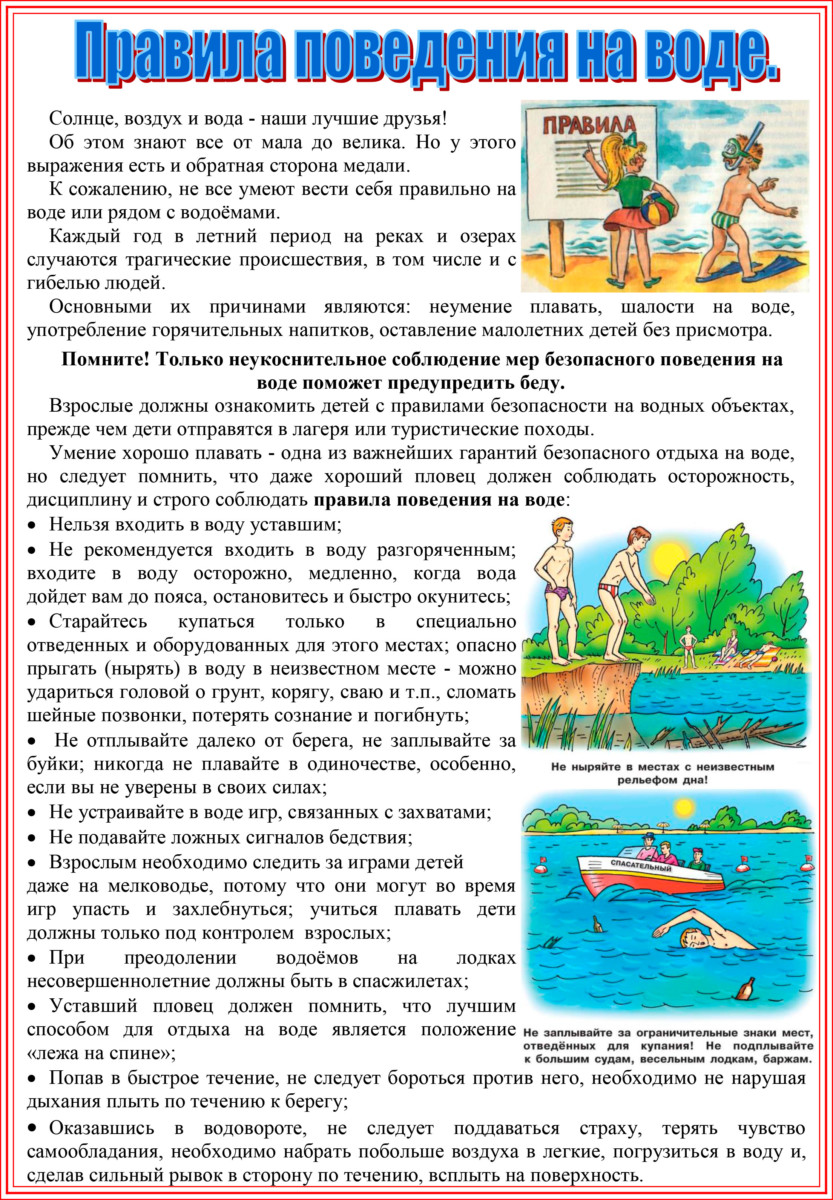 Правила поведения на воде.
Солнце, воздух и вода - наши лучшие друзья!
Об этом знают все от мала до велика. Но у этого
выражения есть и обратная сторона медали.
К сожалению, не все умеют вести себя правильно на
воде или рядом с водоёмами.
Каждый год в летний период на реках и озерах
случаются трагические происшествия, в том числе и с
гибелью людей.
ПРАВИЛА
Основными их причинами являются: неумение плавать, шалости на воде,
употребление горячительных напитков, оставление малолетних детей без присмотра.
Помните! Только неукоснительное соблюдение мер безопасного поведения на
воде поможет предупредить беду.
Взрослые должны ознакомить детей с правилами безопасности на водных объектах,
прежде чем дети отправятся в лагеря или туристические походы.
Умение хорошо плавать - одна из важнейших гарантий безопасного отдыха на воде,
но следует помнить, что даже хороший пловец должен соблюдать осторожность,
дисциплину и строго соблюдать правила поведения на воде:
• Нельзя входить в воду уставшим;
• Не рекомендуется входить в воду разгоряченным;
входите в воду осторожно, медленно, когда вода
дойдет вам до пояса, остановитесь и быстро окунитесь;
• Старайтесь купаться только в специально
отведенных и оборудованных для этого местах; опасно
прыгать (нырять) в воду в неизвестном месте - можно
удариться головой о грунт, корягу, сваю и т.п., сломать
шейные позвонки, потерять сознание и погибнуть;
• Не отплывайте далеко от берега, не заплывайте за
буйки; никогда не плавайте в одиночестве, особенно,
если вы не уверены в своих силах;
• Не устраивайте в воде игр, связанных с захватами;
• Не подавайте ложных сигналов бедствия;
• Взрослым необходимо следить за играми детей
даже на мелководье, потому что они могут во время
игр упасть и захлебнуться; учиться плавать дети
должны только под контролем взрослых;
• При преодолении водоёмов на лодках
несовершеннолетние должны быть в спасжилетах;
• Уставший пловец должен помнить, что лучшим
способом для отдыха на воде является положение
«лежа на спине»;
Не ныряйте в местах с неизвестным
рельефом дна!
СПАСАТЕЛЬНЫЙ
Не заплывайте за ограничительные знаки мест,
отведённых для купания! Не подплывайте
к большим судам, весельным лодкам, баржам.
• Попав в быстрое течение, не следует бороться против него, необходимо не нарушая
дыхания плыть по течению к берегу;
• Оказавшись в водовороте, не следует поддаваться страху, терять чувство
самообладания, необходимо набрать побольше воздуха в легкие, погрузиться в воду и,
сделав сильный рывок в сторону по течению, всплыть на поверхность.